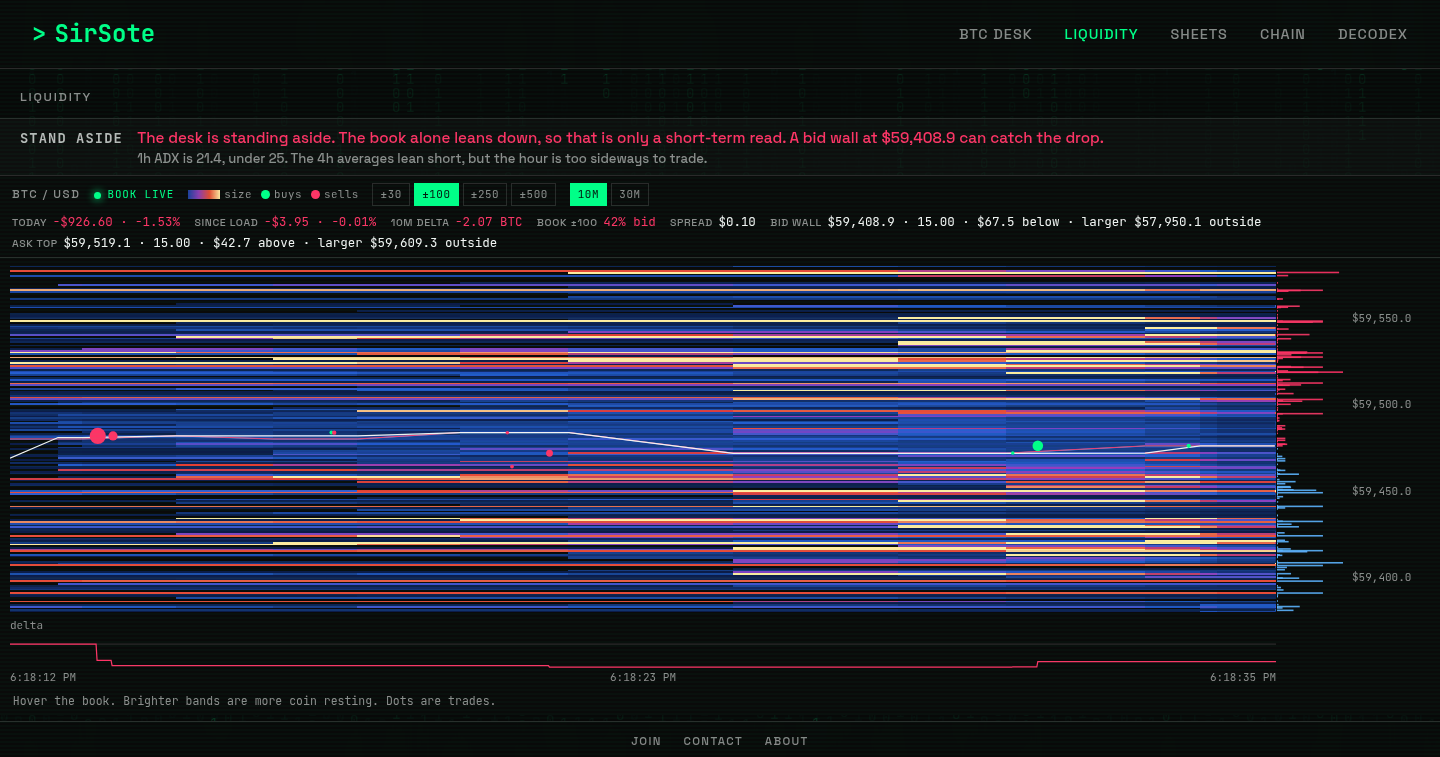 > SirSote
BTC DESK LIQUIDITY SHEETS CHAIN DECODEX
LIQUIDITY
STAND ASIDE The desk is standing aside. The book alone leans down, so that is only a short-term read. A bid wall at $59,408.9 can catch the drop.
1h ADX is 21.4, under 25. The 4h averages lean short, but the hour is too sideways to trade.
BTC / USD BOOK LIVE size buys sells ±30 ±100 ±250 ±500 10M 30M
TODAY -$926.60 · -1.53% SINCE LOAD -$3.95 · -0.01% 10M DELTA -2.07 BTC BOOK ±100 42% bid SPREAD $0.10 BID WALL $59,408.9 · 15.00 · $67.5 below · larger $57,950.1 outside
ASK TOP $59,519.1 · 15.00 · $42.7 above · larger $59,609.3 outside
$59,550.0
$59,500.0
$59,450.0
$59,400.0
delta
6:18:12 PM 6:18:23 PM 6:18:35 PM
Hover the book. Brighter bands are more coin resting. Dots are trades.
JOIN CONTACT ABOUT